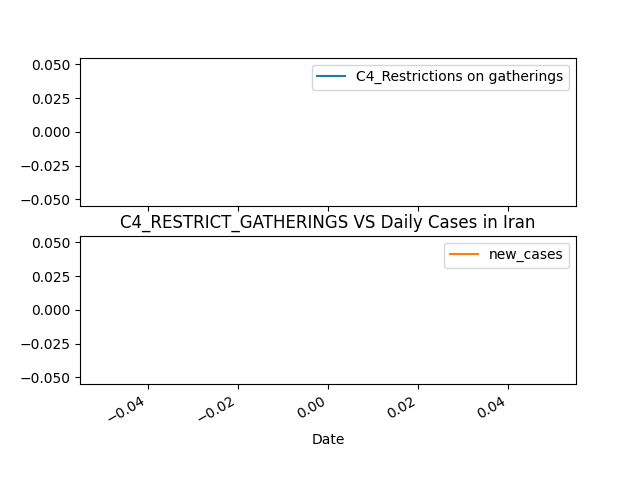 0.050
C4_Restrictions on gatherings
0.025
0.000
−0.025
−0.050
C4_RESTRICT_GATHERINGS VS Daily Cases in Iran
0.050
new_cases
0.025
0.000
−0.025
−0.050
−0.04 −0.02 0.00 0.02 0.04
Date